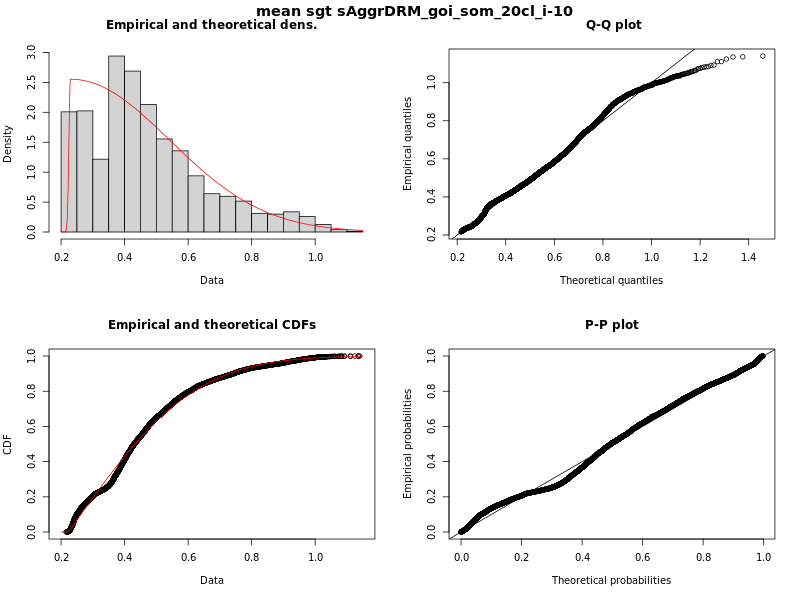 mean sgt sAggrDRM_goi_som_20cl_i-10
Empirical and theoretical dens.
Density
0.0 0.5 1.0 1.5 2.0 2.5 3.0
0.2 0.4 0.6 0.8 1.0
Data
Q-Q plot
Empirical quantiles
0.2 0.4 0.6 0.8 1.0
0.2 0.4 0.6 0.8 1.0 1.2 1.4
Theoretical quantiles
Empirical and theoretical CDFs
CDF
0.0 0.2 0.4 0.6 0.8 1.0
0.2 0.4 0.6 0.8 1.0
Data
P-P plot
Empirical probabilities
0.0 0.2 0.4 0.6 0.8 1.0
0.0 0.2 0.4 0.6 0.8 1.0
Theoretical probabilities